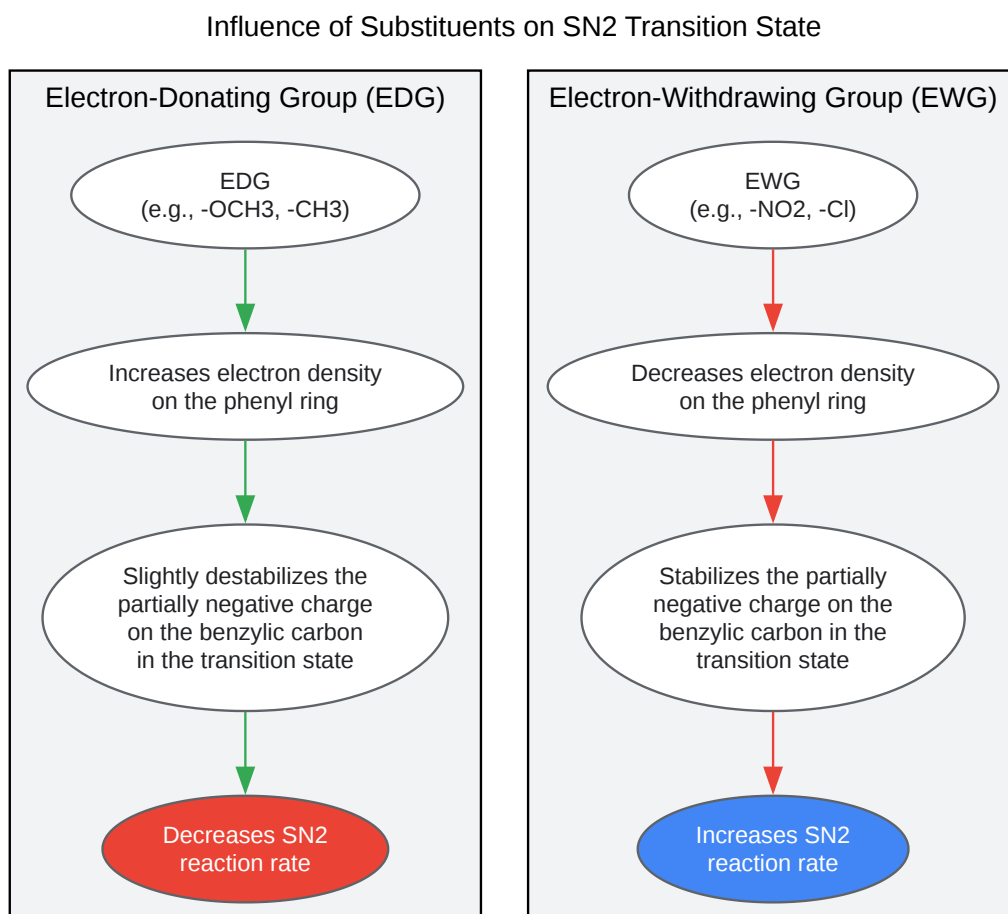 Influence of Substituents on SN2 Transition State
Electron-Donating Group (EDG)
EDG
(e.g., -OCH3, -CH3)
Increases electron density
on the phenyl ring
Slightly destabilizes the
partially negative charge
on the benzylic carbon
in the transition state
Decreases SN2
reaction rate
Electron-Withdrawing Group (EWG)
EWG
(e.g., -NO2, -Cl)
Decreases electron density
on the phenyl ring
Stabilizes the partially
negative charge on the
benzylic carbon in the
transition state
Increases SN2
reaction rate